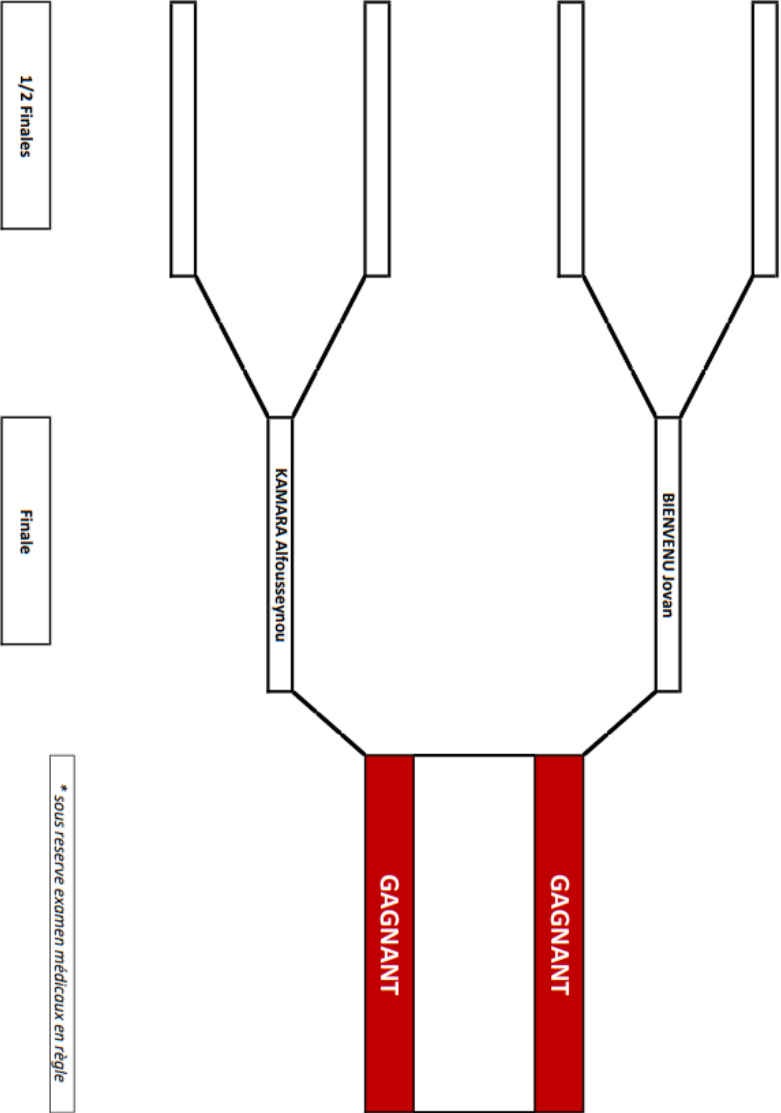 BIENVENU Jovan
GAGNANT
GAGNANT
KAMARA Alfousseynou
* sous reserve examen médicaux en règle
1/2 Finales
Finale